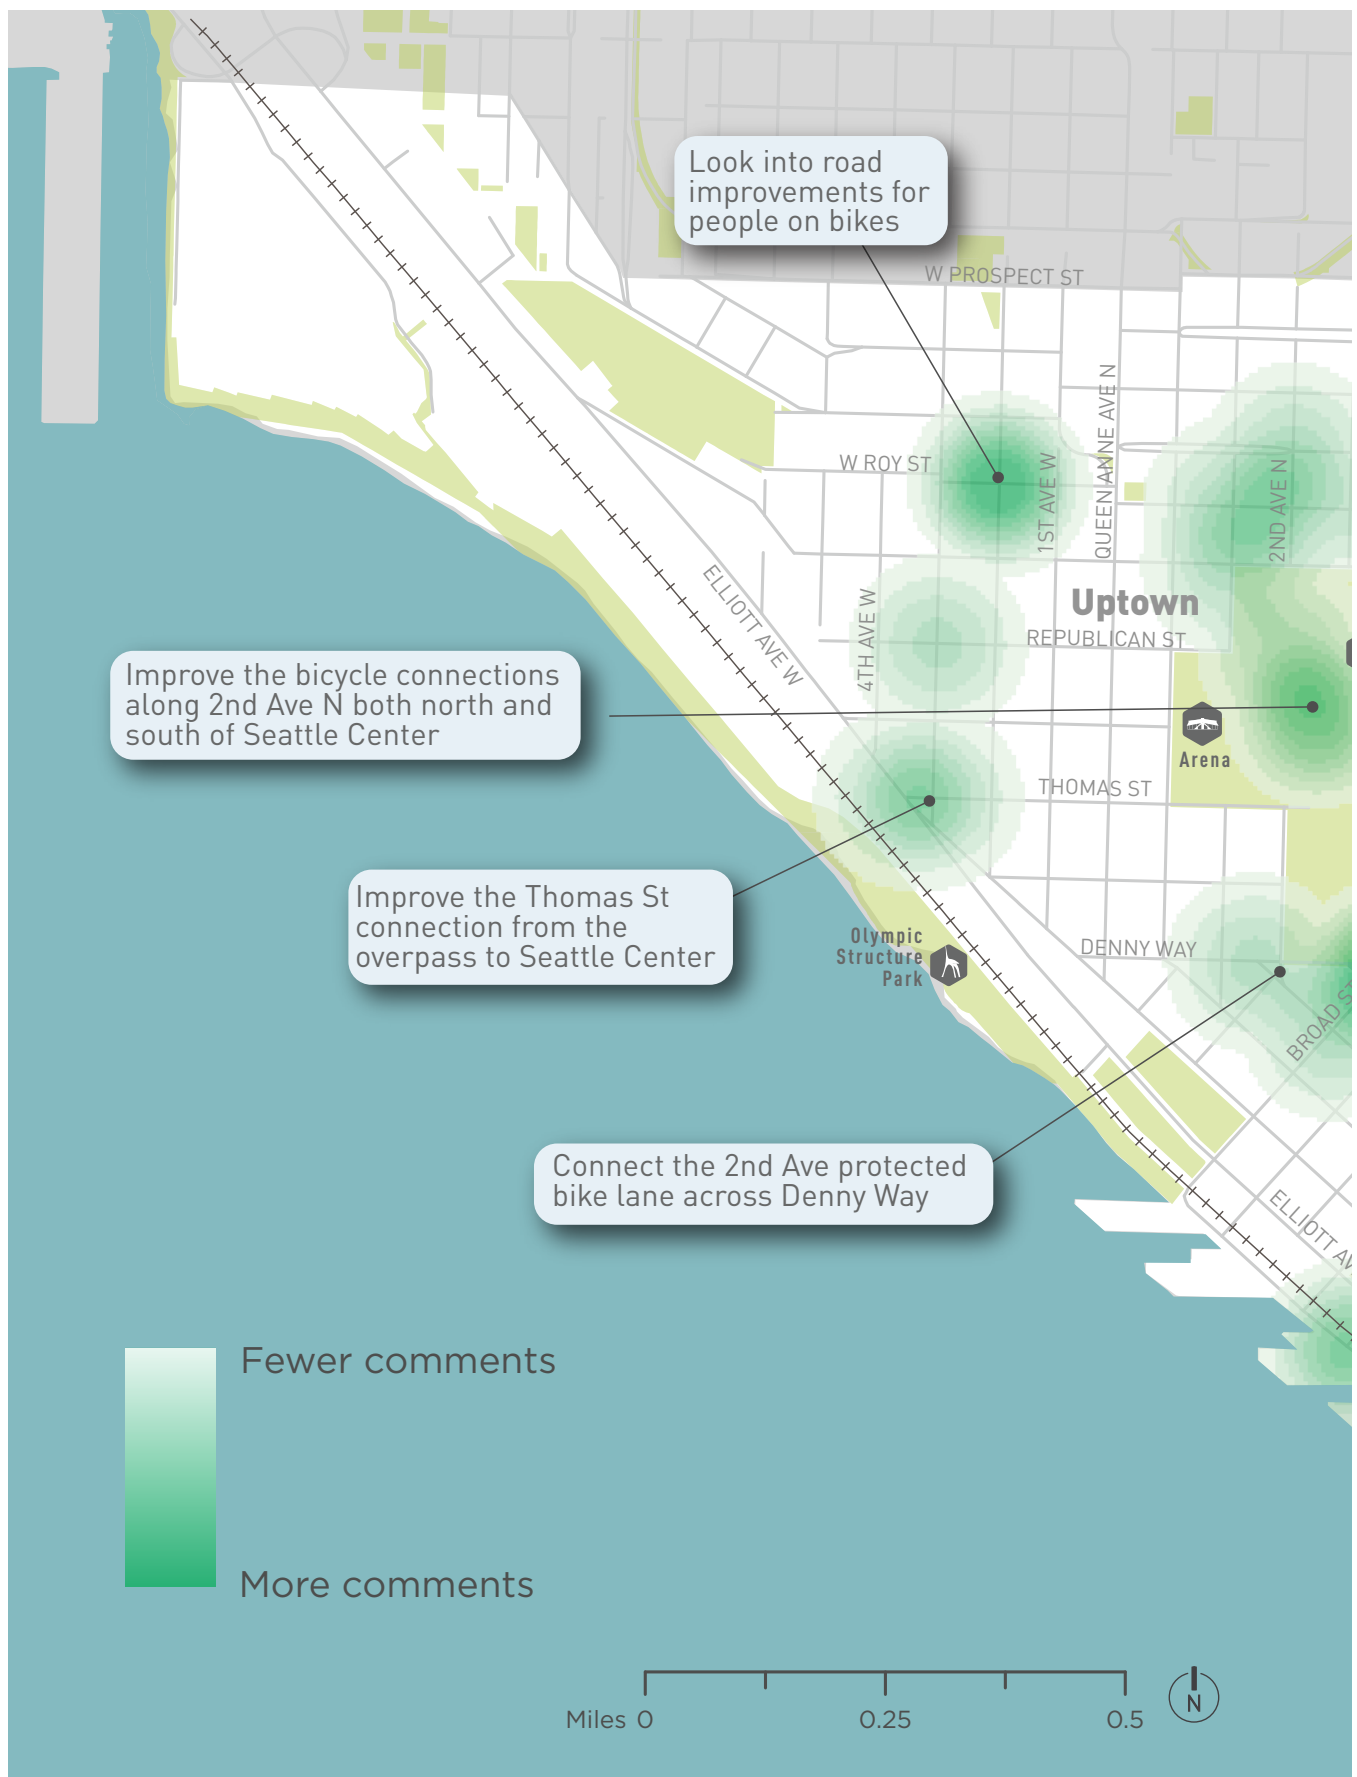 Look into road
improvements for
people on bikes
W PROSPECT ST
QUEEN ANNE AVE N
W ROY ST
1ST AVE W
2ND AVE N
ELLIOTT AVE W
4TH AVE W
Uptown
REPUBLICAN ST
Improve the bicycle connections
along 2nd Ave N both north and
south of Seattle Center
Arena
THOMAS ST
Improve the Thomas St
connection from the
overpass to Seattle Center
Olympic
Structure
Park
DENNY WAY
BROAD ST
Connect the 2nd Ave protected
bike lane across Denny Way
ELLIOTT AV
Fewer comments
More comments
Miles 0 0.25 0.5
N